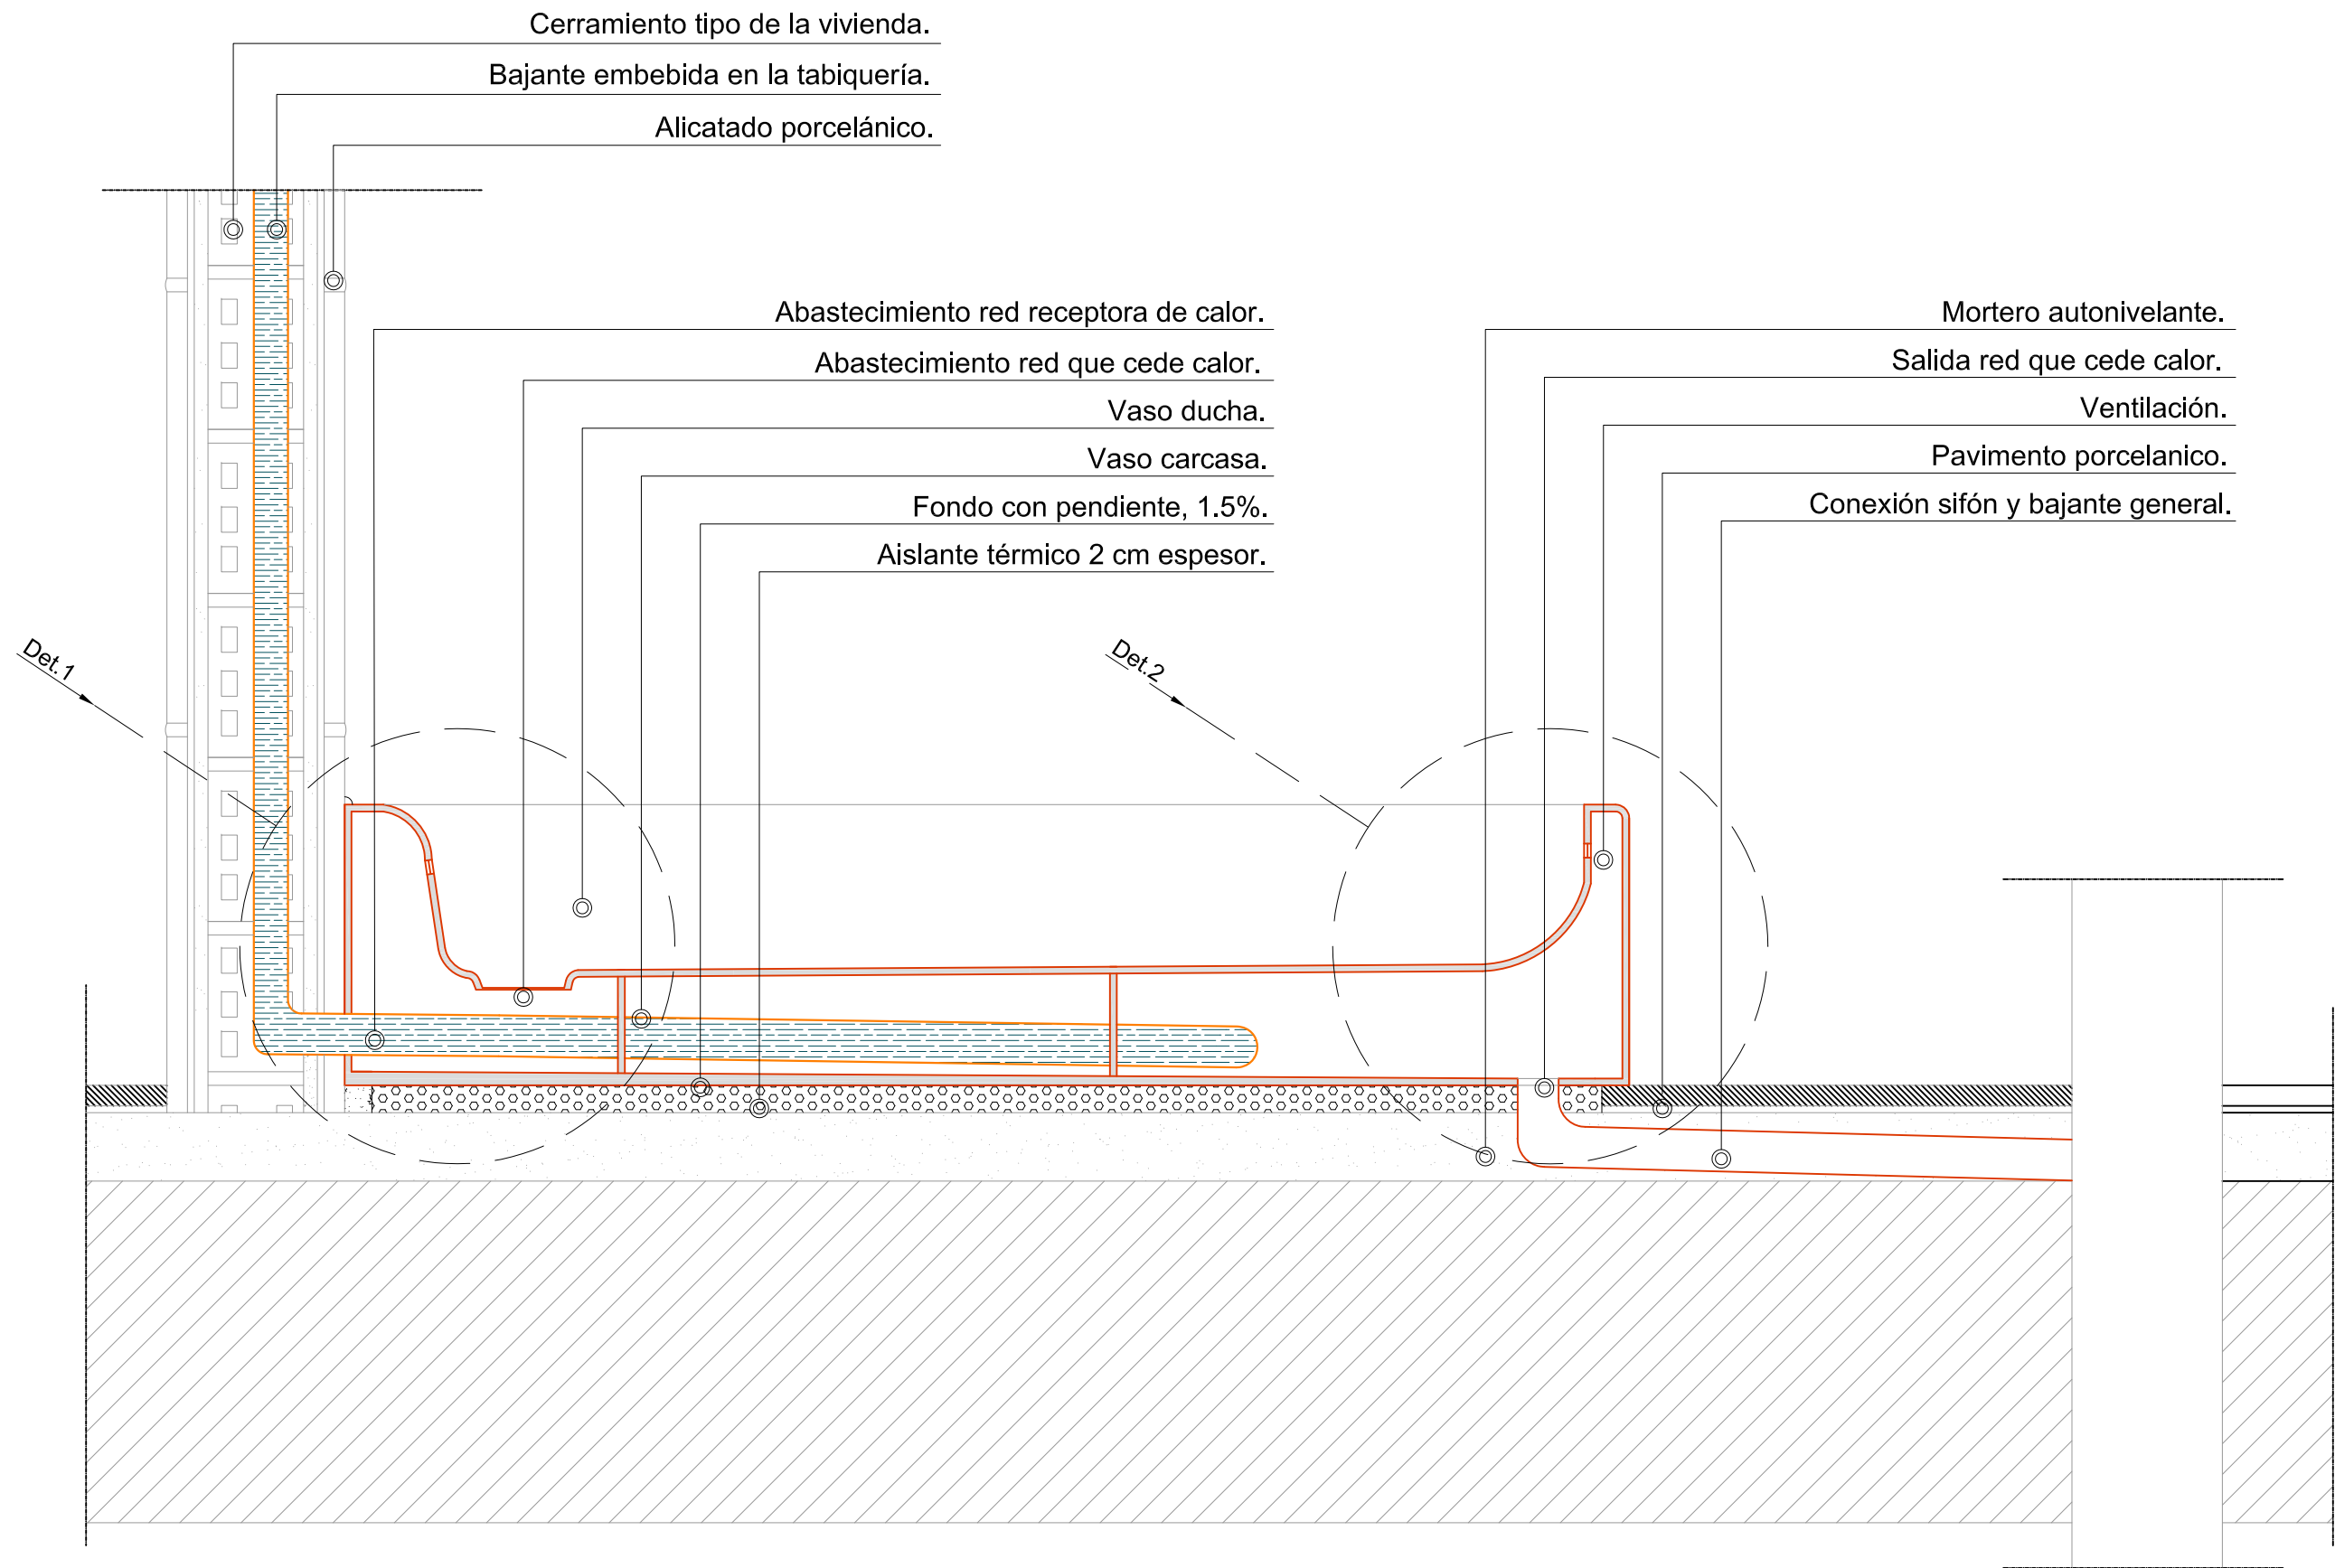 Cerramiento tipo de la vivienda.
Bajante embebida en la tabiquería.
Alicatado porcelánico.
Abastecimiento red receptora de calor.
Abastecimiento red que cede calor.
Vaso ducha.
Vaso carcasa.
Fondo con pendiente, 1.5%.
Aislante térmico 2 cm espesor.
Mortero autonivelante.
Salida red que cede calor.
Ventilación.
Pavimento porcelanico.
Conexión sifón y bajante general.
Det.1
Det.2